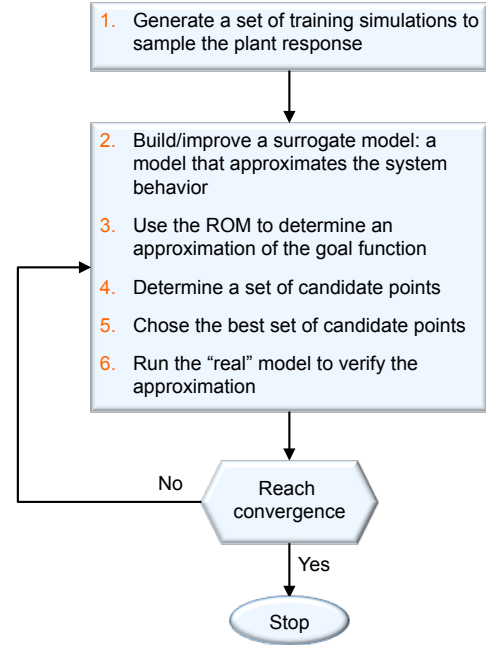 1. Generate a set of training simulations to
sample the plant response
2. Build/improve a surrogate model: a
model that approximates the system
behavior
3. Use the ROM to determine an
approximation of the goal function
4. Determine a set of candidate points
5. Chose the best set of candidate points
6. Run the “real” model to verify the
approximation
No
Reach
convergence
Yes
Stop